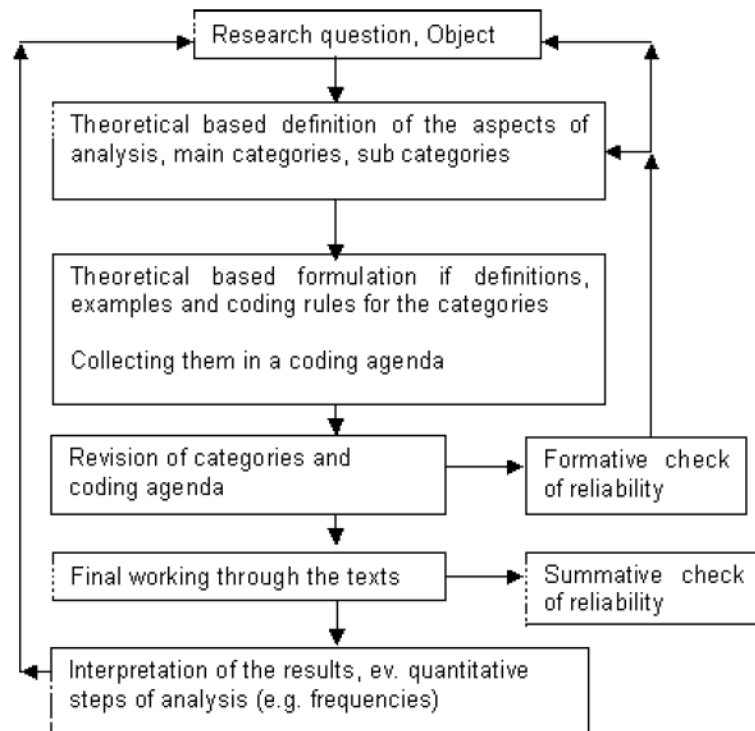 Research question, Object
Theoretical based definition of the aspects of
analysis, main categories, sub categories
Theoretical based formulation if definitions,
examples and coding rules for the categories
Collecting them in a coding agenda
Revision of categories and
coding agenda
Formative check
of reliability
Final working through the texts
Summative check
of reliability
Interpretation of the results, ev. quantitative
steps of analysis (e.g. frequencies)